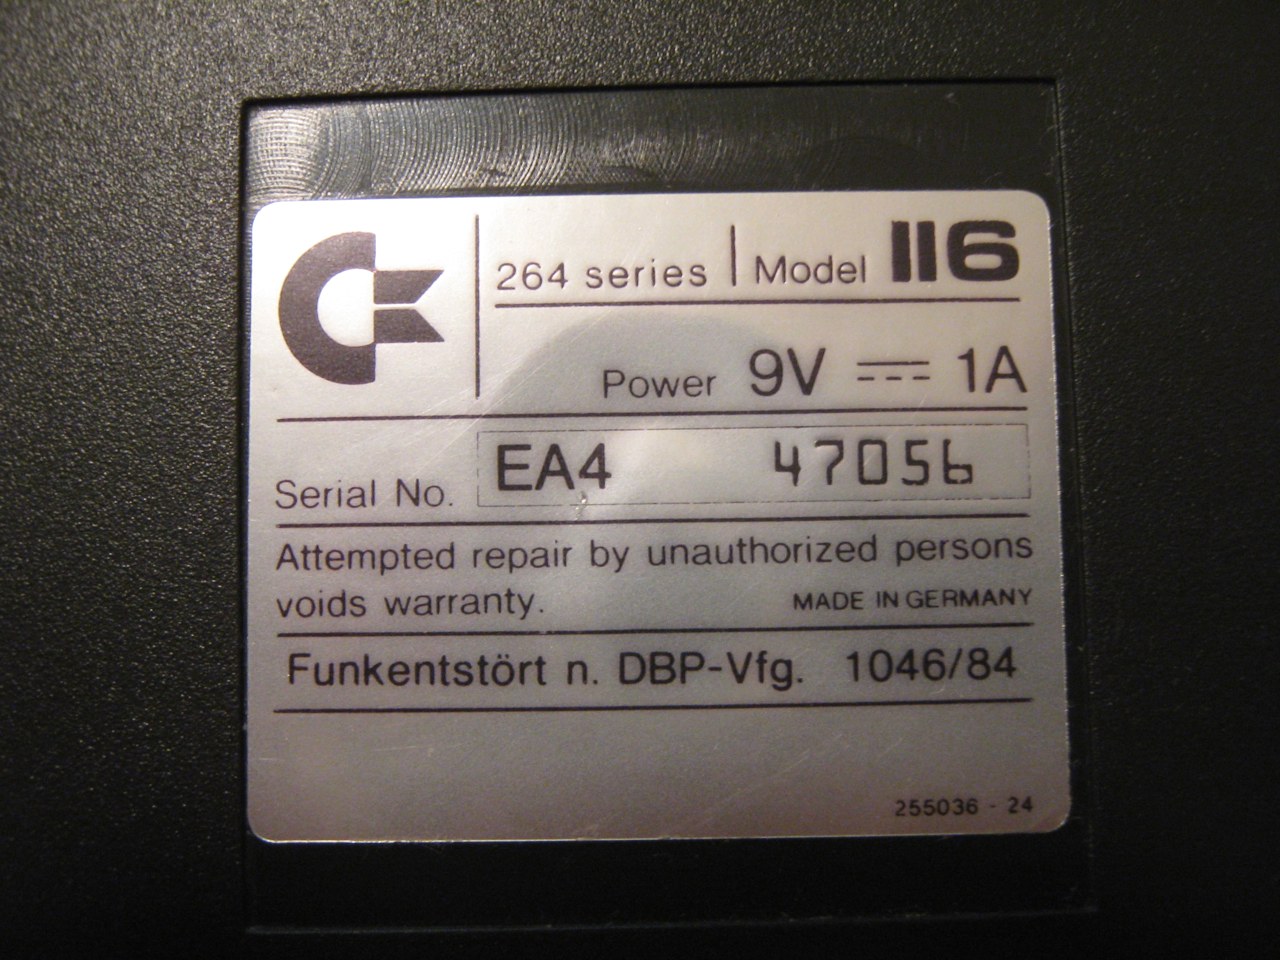 264 series | Model 116
Power 9V ⎓ 1A
Serial No. EA4 47056
Attempted repair by unauthorized persons
voids warranty. MADE IN GERMANY
Funkentstört n. DBP-Vfg. 1046/84
255036 - 24